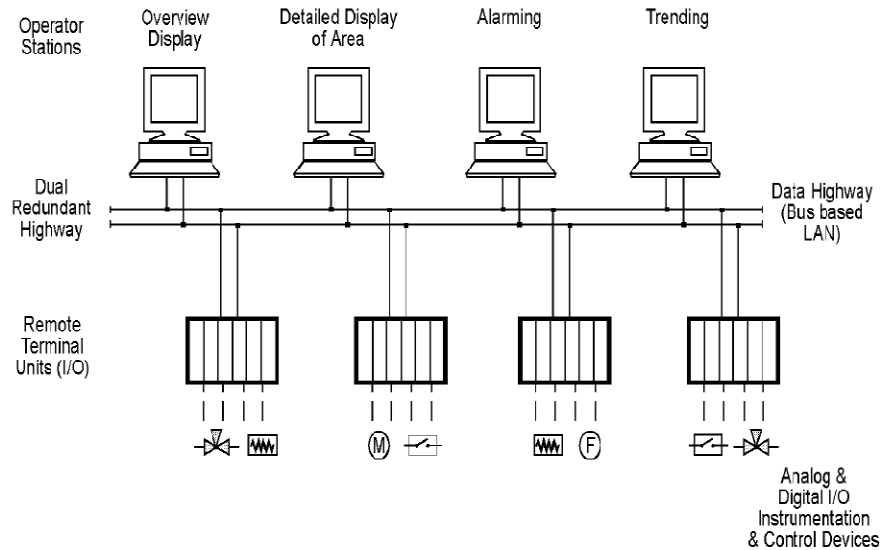 Operator
Stations
Overview
Display
Detailed Display
of Area
Alarming
Trending
Dual
Redundant
Highway
Data Highway
(Bus based
LAN)
Remote
Terminal
Units (I/O)
M
F
Analog &
Digital I/O
Instrumentation
& Control Devices